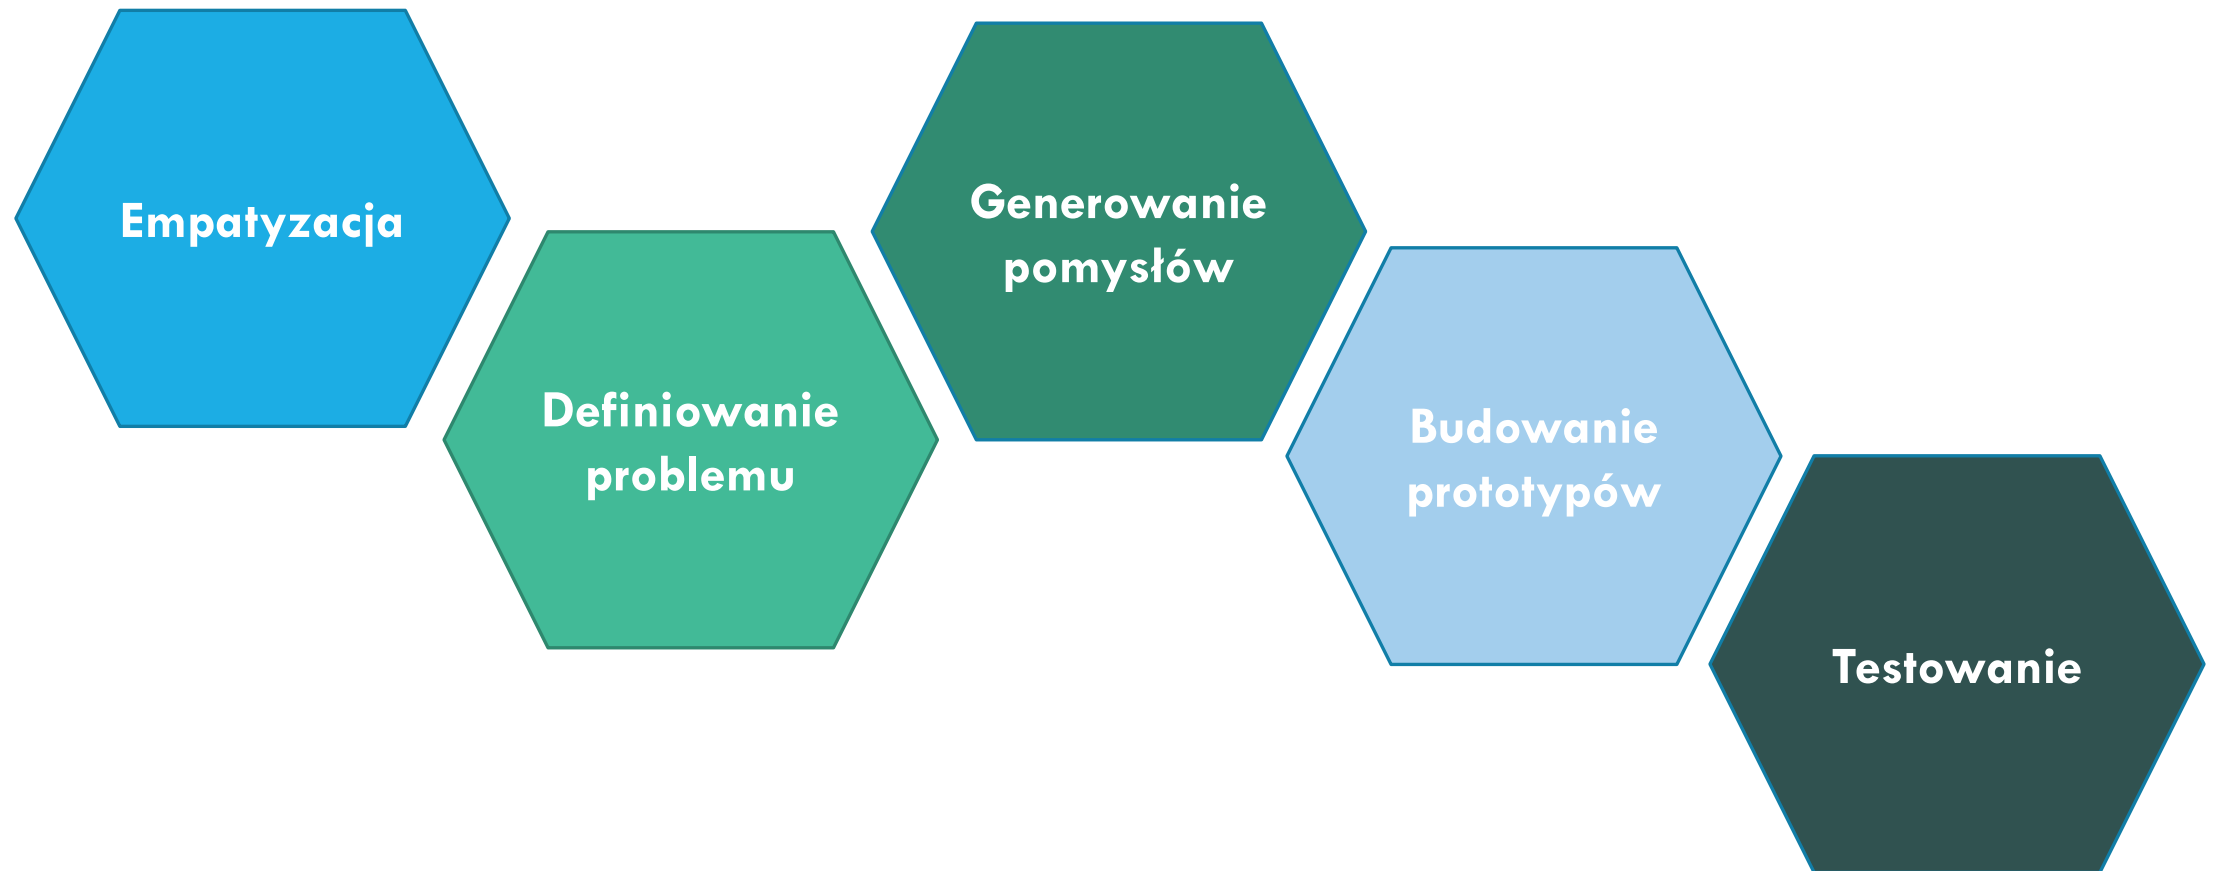 Empatyzacja
Definiowanie
problemu
Generowanie
pomysłów
Budowanie
prototypów
Testowanie